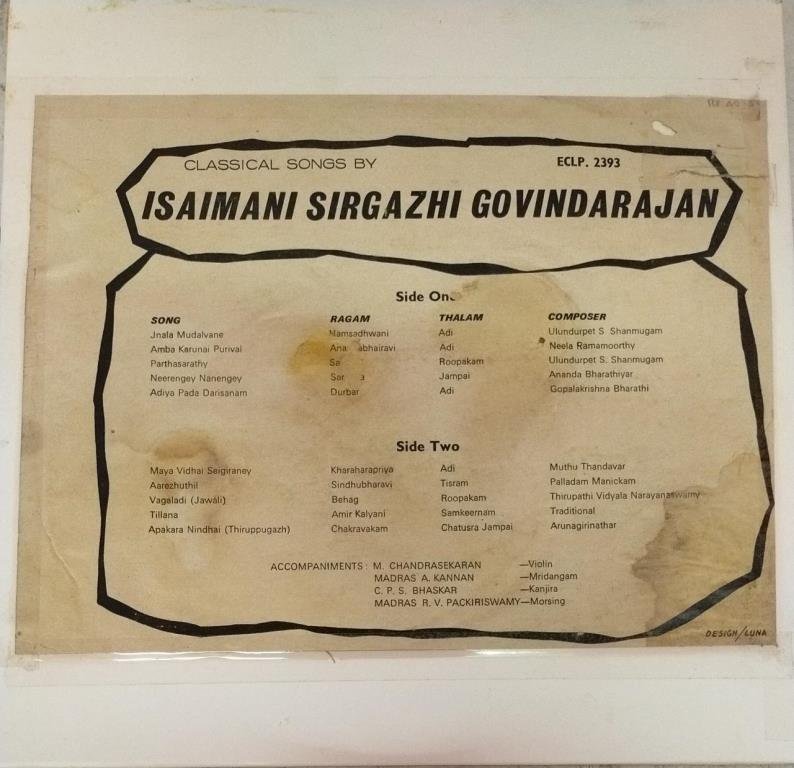 CLASSICAL SONGS BY ECLP. 2393
ISAIMANI SIRGAZHI GOVINDARAJAN
Side One
SONG RAGAM THALAM COMPOSER
Jnala Mudalvane Hamsadhwani Adi Ulundurpet S. Shanmugam
Amba Karunai Purivai Adi Neela Ramamoorthy
Parthasarathy Roopakam Ulundurpet S. Shanmugam
Neerengey Nanengey Jampai Ananda Bharathiyar
Adiya Pada Darisanam Durbar Adi Gopalakrishna Bharathi
Side Two
Maya Vidhai Seigiraney Kharaharapriya Adi Muthu Thandavar
Aarezhuthil Sindhubharavi Tisram Palladam Manickam
Vagaladi (Jawali) Behag Roopakam Thirupathi Vidyala Narayanaswamy
Tillana Amir Kalyani Samkeernam Traditional
Apakara Nindhai (Thiruppugazh) Chakravakam Chatusra Jampai Arunagirinathar
ACCOMPANIMENTS: M. CHANDRASEKARAN —Violin
MADRAS A. KANNAN —Mridangam
C. P. S. BHASKAR —Kanjira
MADRAS R. V. PACKIRISWAMY—Morsing
DESIGN/LUNA